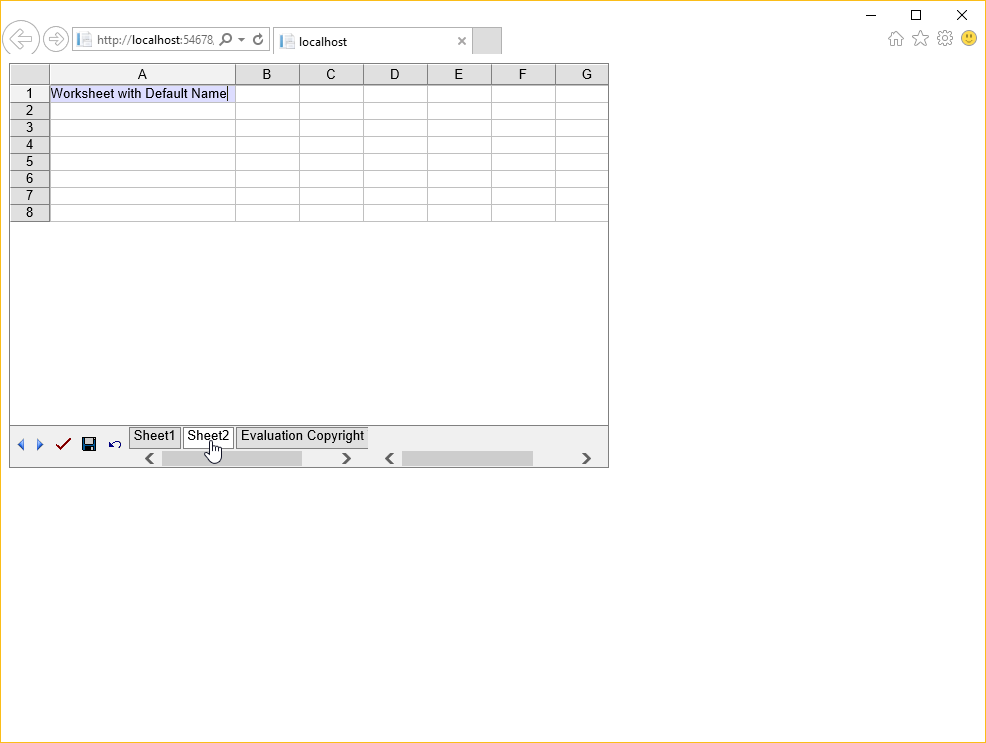 http://localhost:54678,
localhost
A B C D E F G
1 Worksheet with Default Name
2
3
4
5
6
7
8
Sheet1 Sheet2 Evaluation Copyright